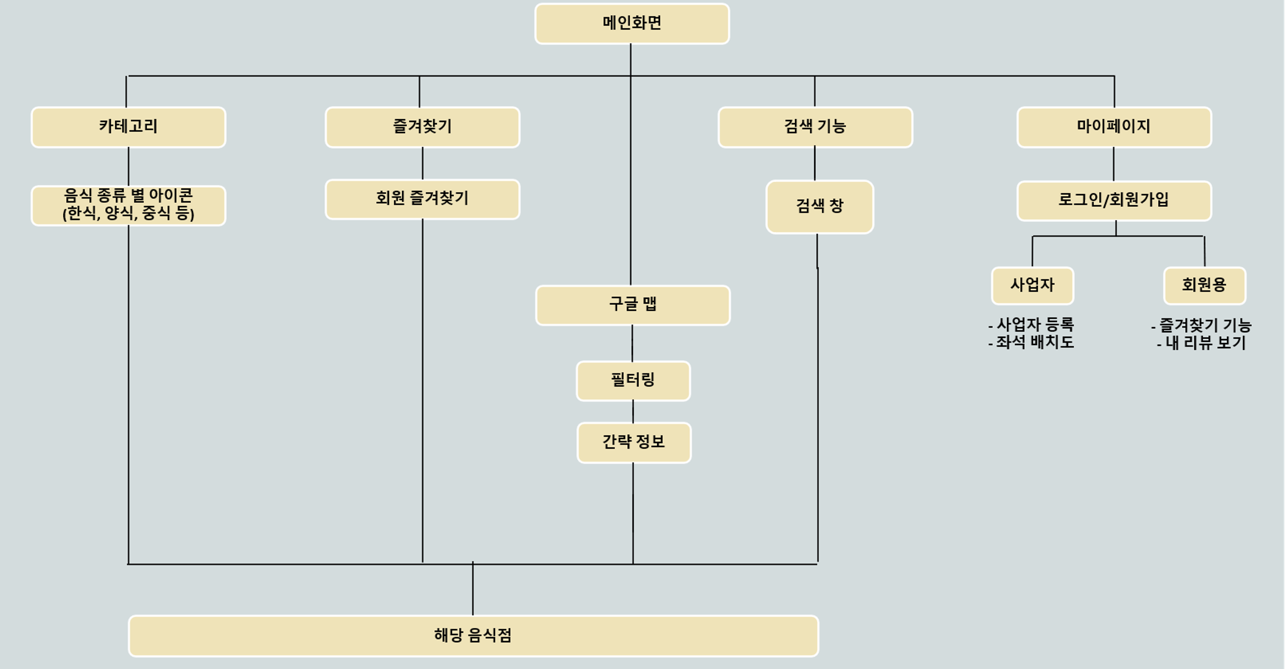 메인화면
카테고리
즐겨찾기
검색 기능
마이페이지
음식 종류 별 아이콘
(한식, 양식, 중식 등)
회원 즐겨찾기
검색 창
로그인/회원가입
구글 맵
사업자
회원용
- 사업자 등록
- 좌석 배치도
- 즐겨찾기 기능
- 내 리뷰 보기
필터링
간략 정보
해당 음식점